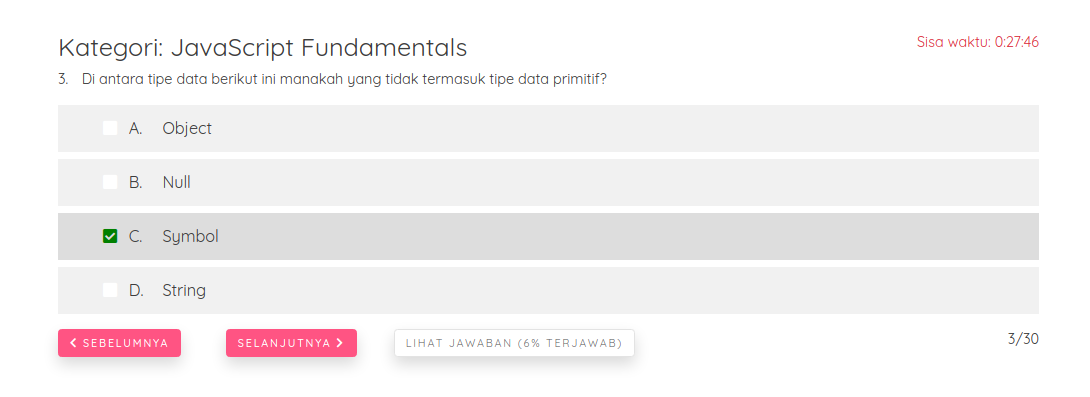 Kategori: JavaScript Fundamentals
Sisa waktu: 0:27:46
3. Di antara tipe data berikut ini manakah yang tidak termasuk tipe data primitif?
A. Object
B. Null
C. Symbol
D. String
SEBELUMNYA
SELANJUTNYA
LIHAT JAWABAN (6% TERJAWAB)
3/30